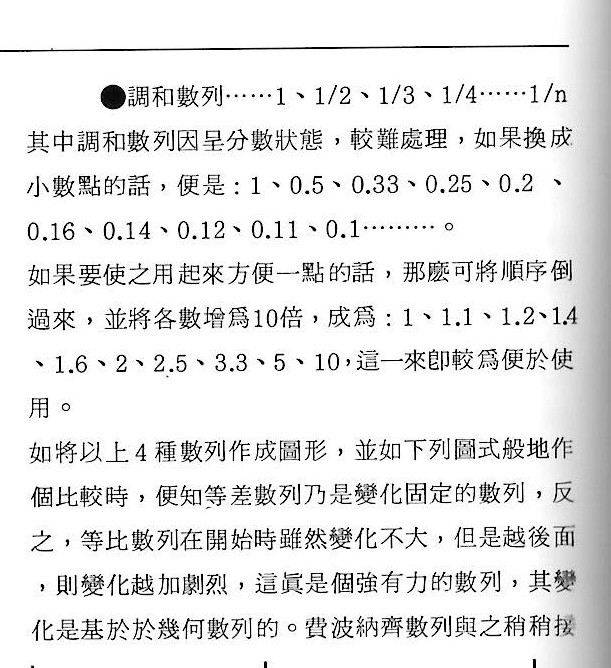 ●調和數列……1、1/2、1/3、1/4……1/n
其中調和數列因呈分數狀態，較難處理，如果換成
小數點的話，便是：1、0.5、0.33、0.25、0.2、
0.16、0.14、0.12、0.11、0.1………。
如果要使之用起來方便一點的話，那麽可將順序倒
過來，並將各數增爲10倍，成爲：1、1.1、1.2、1.4
、1.6、2、2.5、3.3、5、10，這一來卽較爲便於使
用。
如將以上4種數列作成圖形，並如下列圖式般地作
個比較時，便知等差數列乃是變化固定的數列，反
之，等比數列在開始時雖然變化不大，但是越後面
，則變化越加劇烈，這眞是個強有力的數列，其變
化是基於於幾何數列的。費波納齊數列與之稍稍接